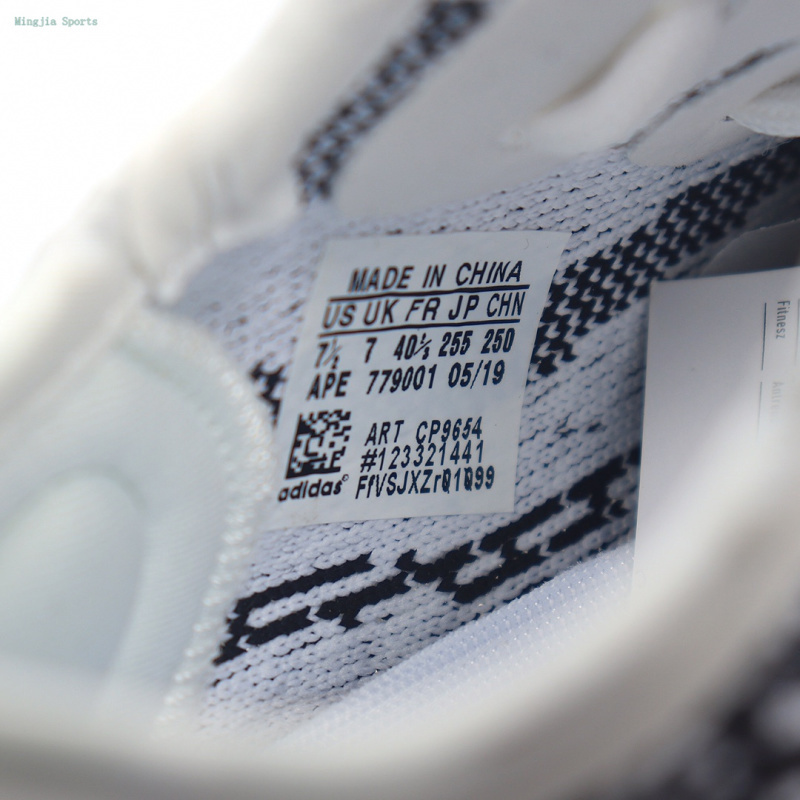 Mingjia Sports
MADE IN CHINA
US UK FR JP CHN
7½ 7 40⅔ 255 250
APE 779001 05/19
ART CP9654
#123321441
adidas® FfVSJXZr01099
Fitnesz